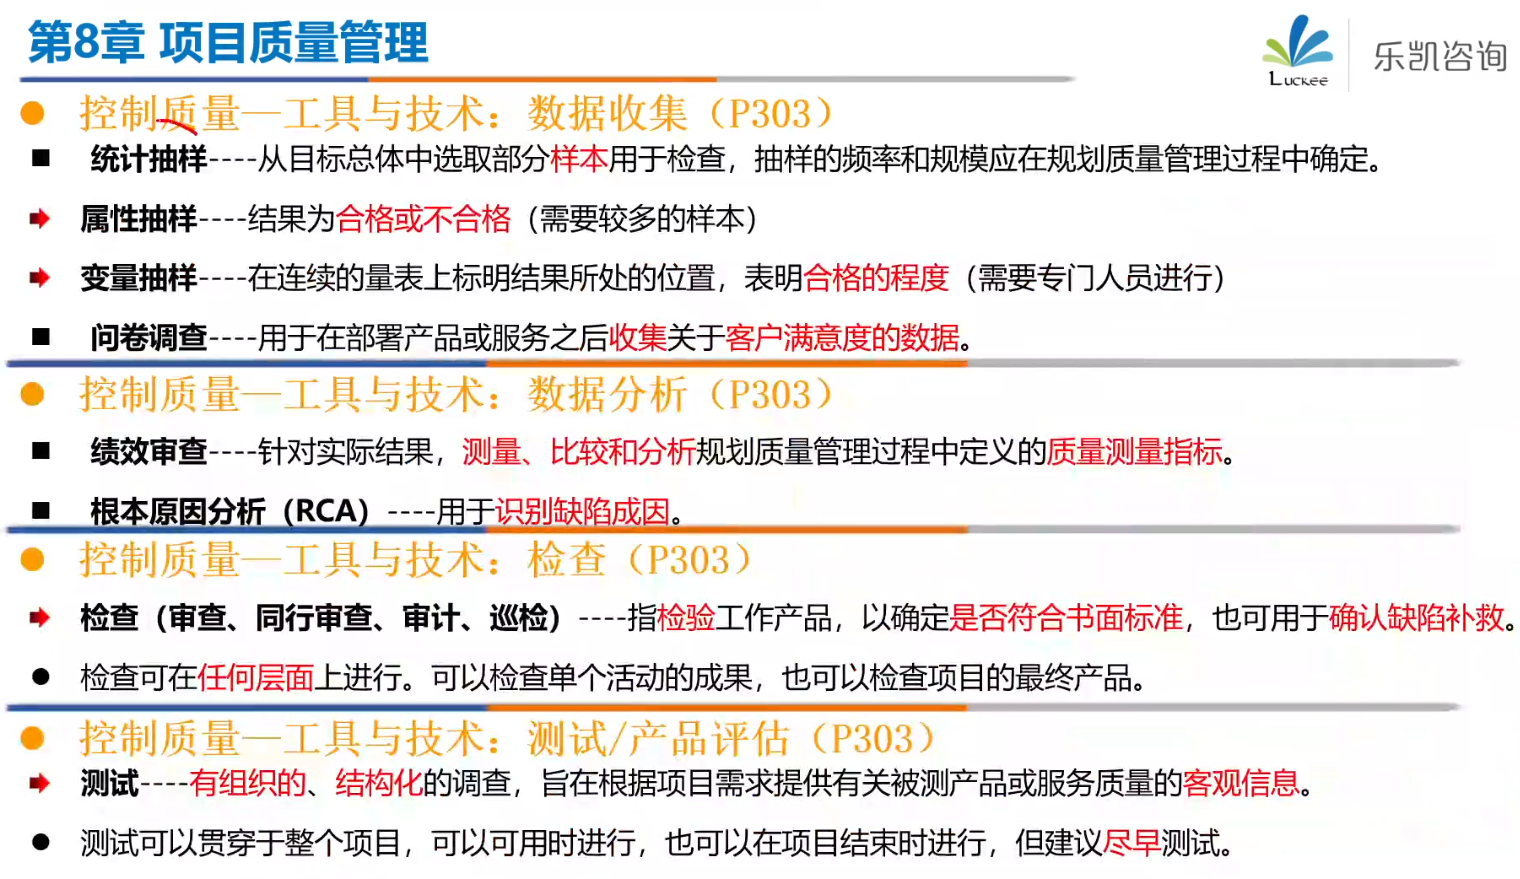 第8章 项目质量管理
Luckee
乐凯咨询
控制质量—工具与技术：数据收集（P303）
统计抽样----从目标总体中选取部分样本用于检查，抽样的频率和规模应在规划质量管理过程中确定。
属性抽样----结果为合格或不合格（需要较多的样本）
变量抽样----在连续的量表上标明结果所处的位置，表明合格的程度（需要专门人员进行）
问卷调查----用于在部署产品或服务之后收集关于客户满意度的数据。
控制质量—工具与技术：数据分析（P303）
绩效审查----针对实际结果，测量、比较和分析规划质量管理过程中定义的质量测量指标。
根本原因分析（RCA）----用于识别缺陷成因。
控制质量—工具与技术：检查（P303）
检查（审查、同行审查、审计、巡检）----指检验工作产品，以确定是否符合书面标准，也可用于确认缺陷补救。
检查可在任何层面上进行。可以检查单个活动的成果，也可以检查项目的最终产品。
控制质量—工具与技术：测试/产品评估（P303）
测试----有组织的、结构化的调查，旨在根据项目需求提供有关被测产品或服务质量的客观信息。
测试可以贯穿于整个项目，可以可用时进行，也可以在项目结束时进行，但建议尽早测试。